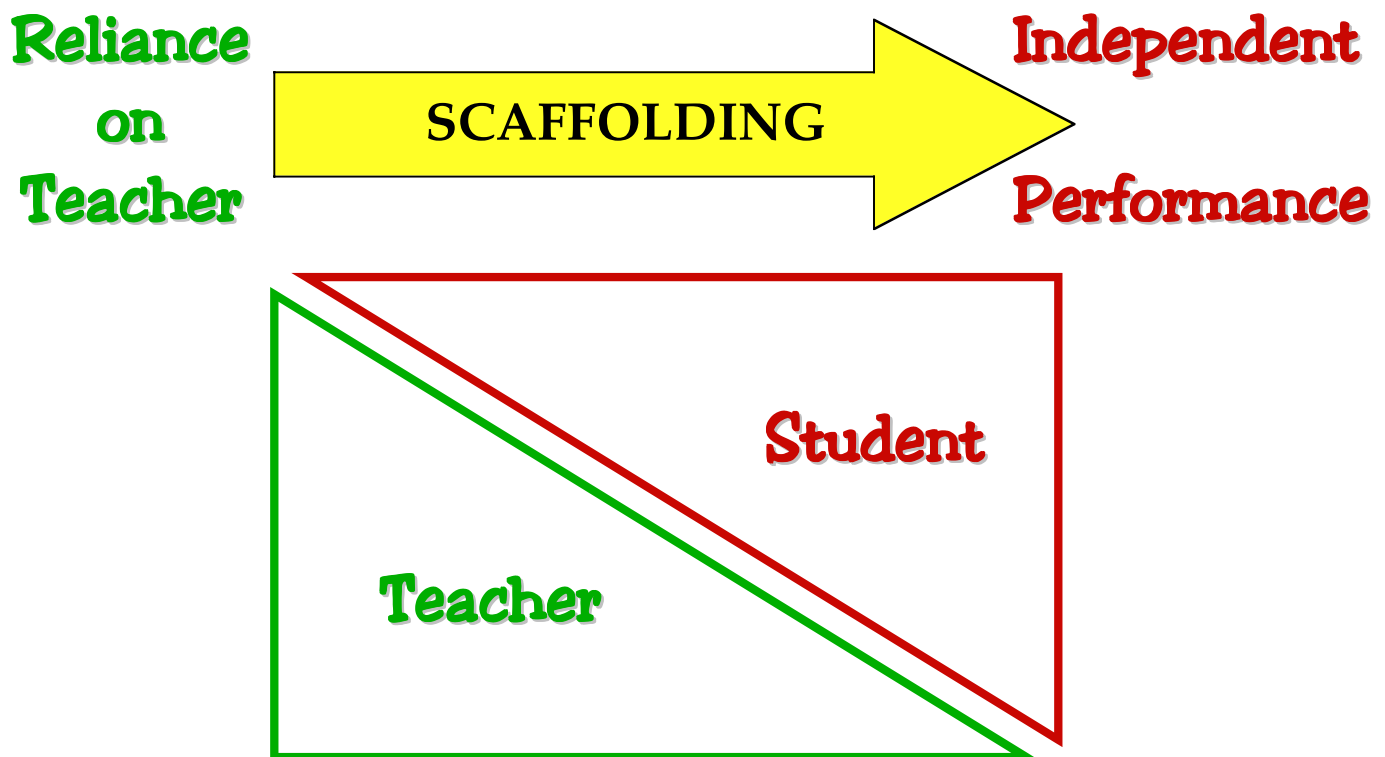 Reliance
on
Teacher
SCAFFOLDING
Independent
Performance
Student
Teacher